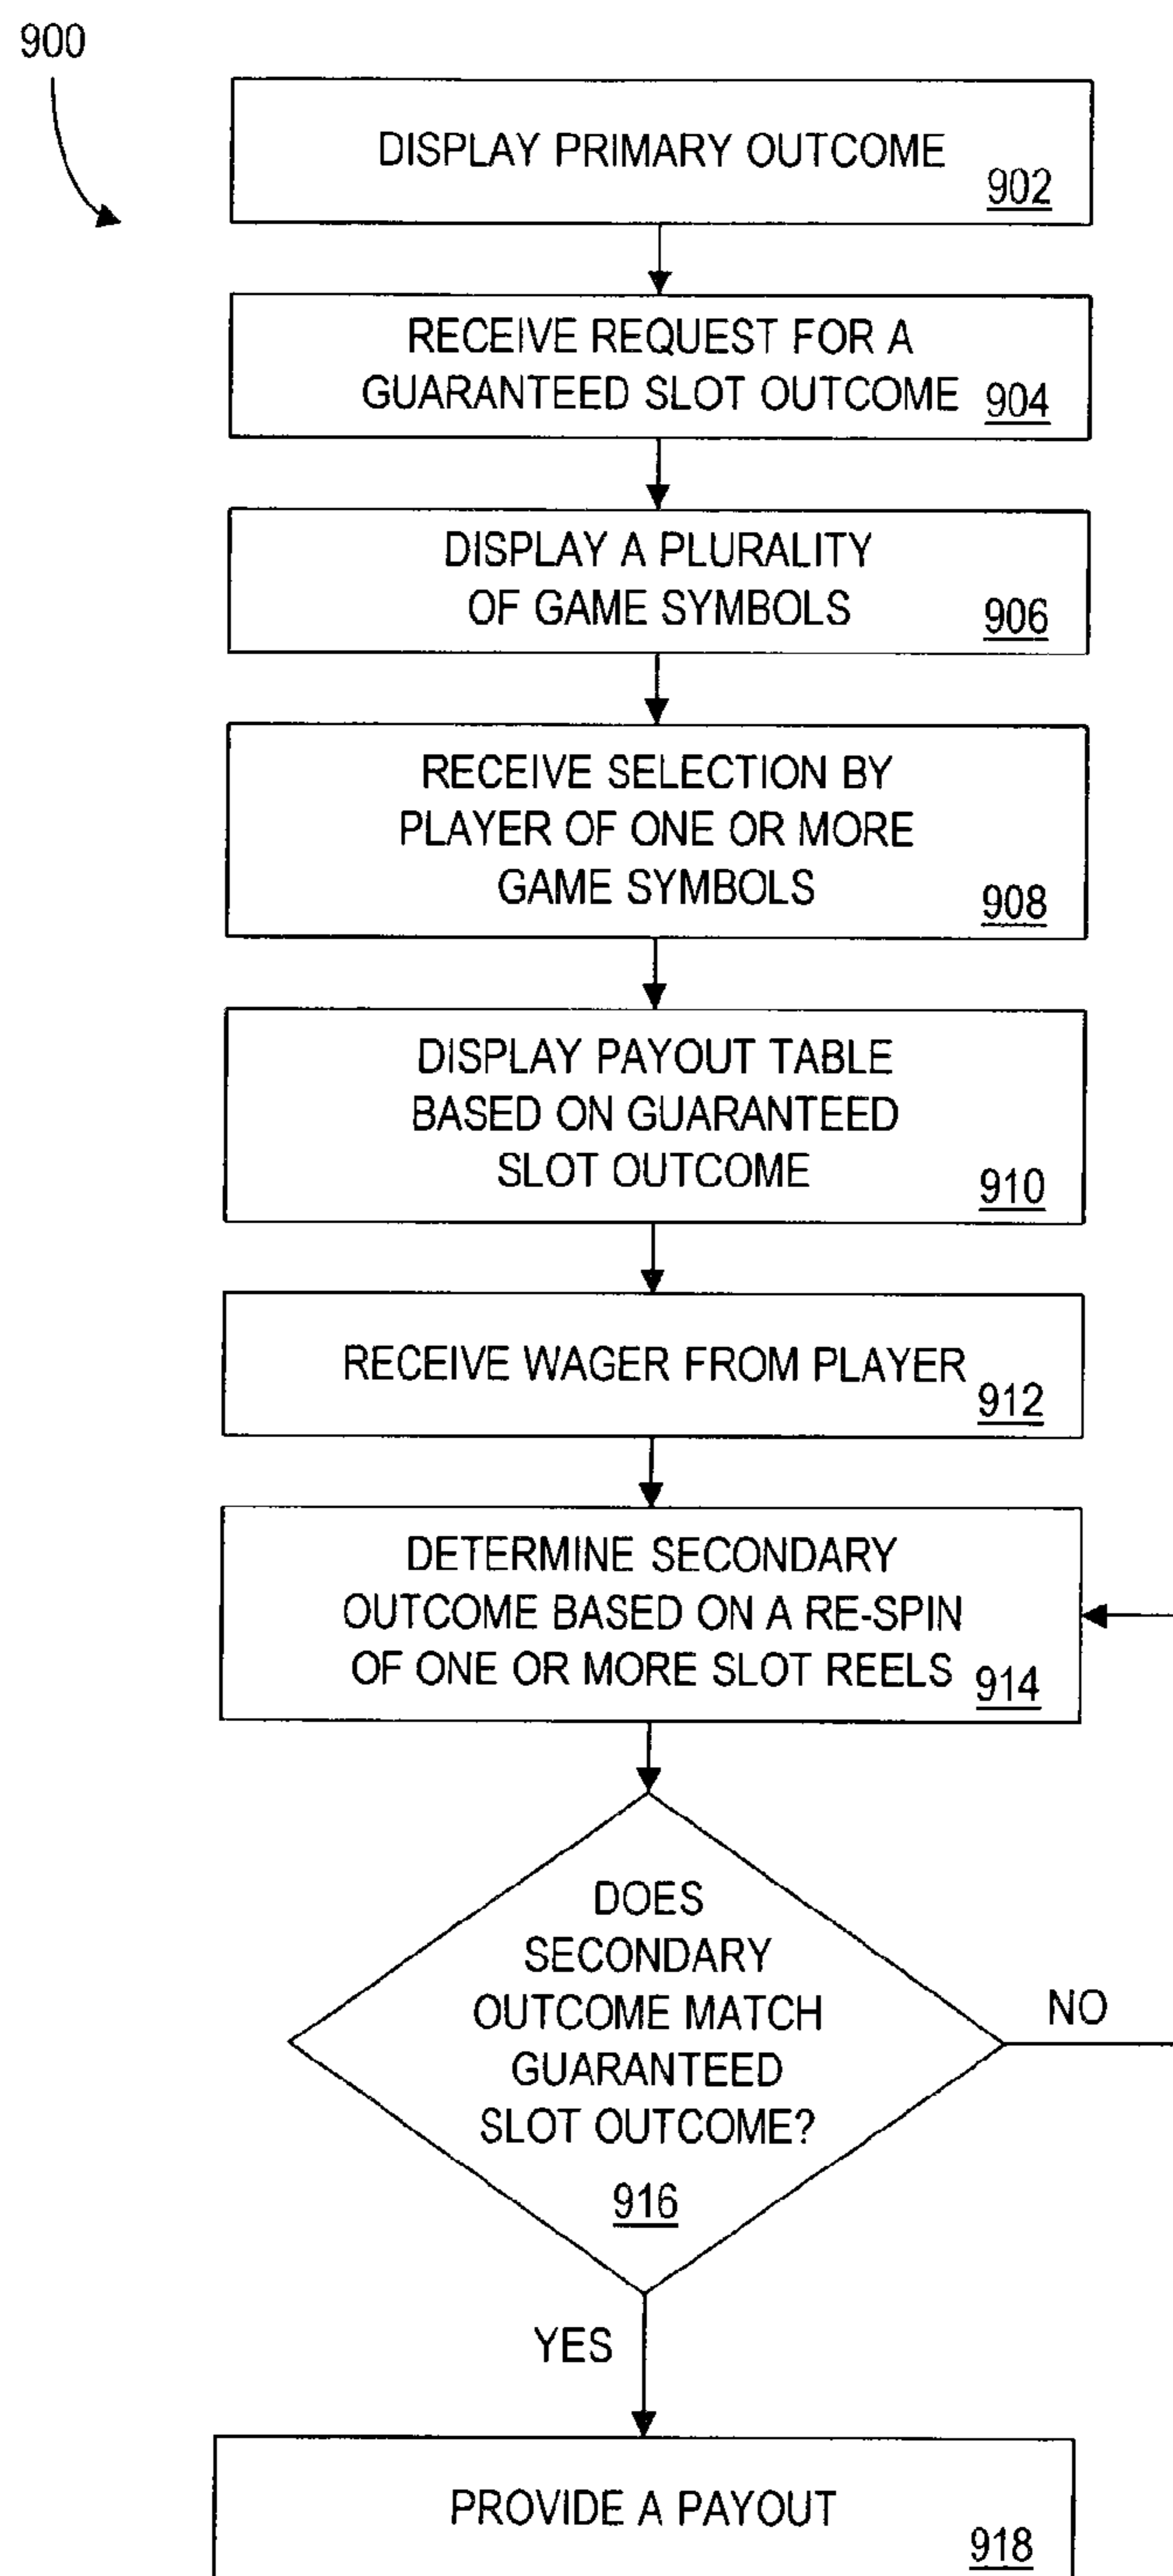 900
DISPLAY PRIMARY OUTCOME
902
RECEIVE REQUEST FOR A
GUARANTEED SLOT OUTCOME
904
DISPLAY A PLURALITY
OF GAME SYMBOLS
906
RECEIVE SELECTION BY
PLAYER OF ONE OR MORE
GAME SYMBOLS
908
DISPLAY PAYOUT TABLE
BASED ON GUARANTEED
SLOT OUTCOME
910
RECEIVE WAGER FROM PLAYER
912
DETERMINE SECONDARY
OUTCOME BASED ON A RE-SPIN
OF ONE OR MORE SLOT REELS
914
DOES
SECONDARY
OUTCOME MATCH
GUARANTEED
SLOT OUTCOME?
916
NO
YES
PROVIDE A PAYOUT
918